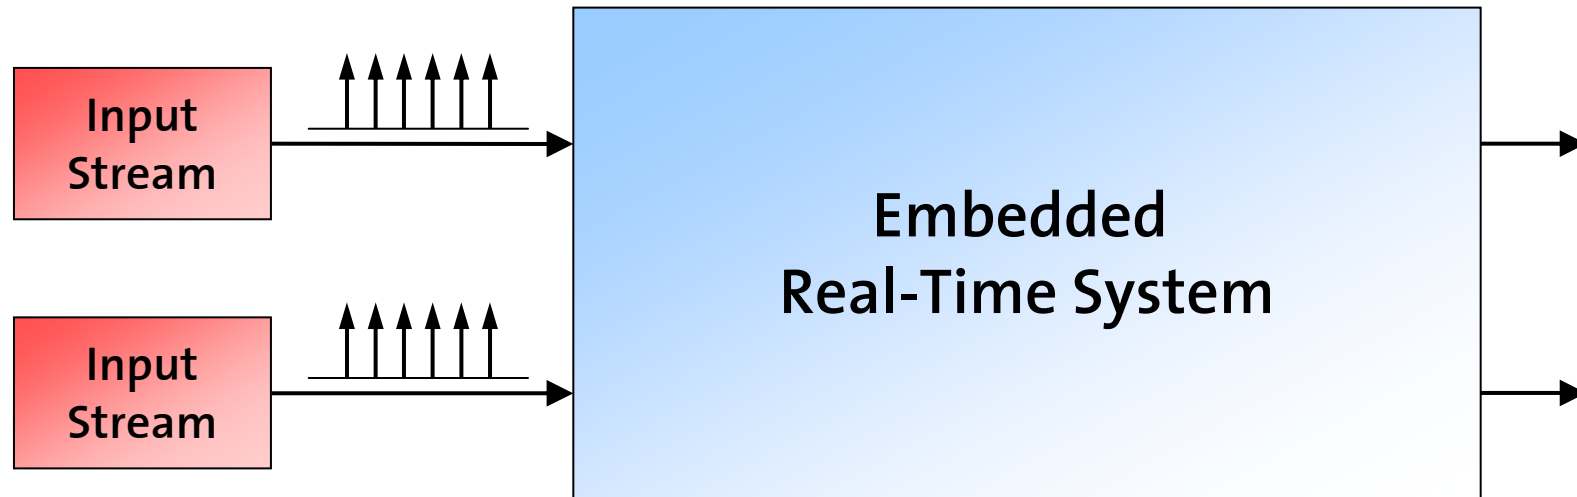 Input
Stream
Embedded
Real-Time System
Input
Stream